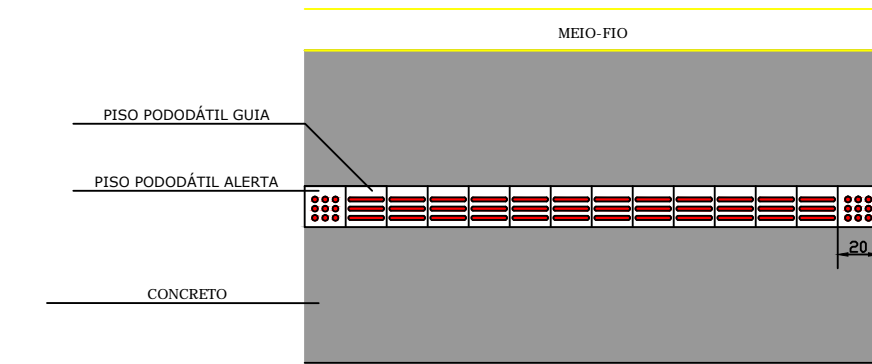 MEIO-FIO
PISO PODODÁTIL GUIA
PISO PODODÁTIL ALERTA
20
CONCRETO